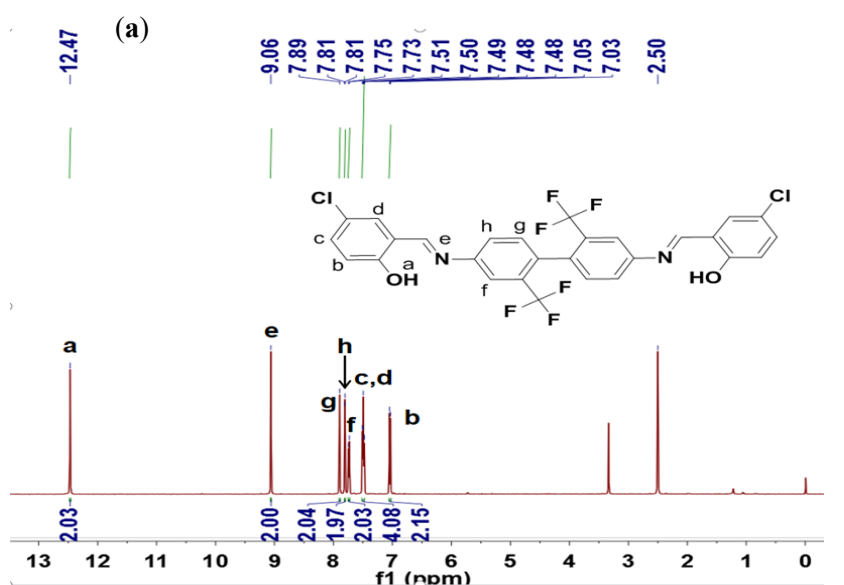 (a)
12.47
9.06
7.89
7.81
7.81
7.75
7.73
7.51
7.50
7.49
7.48
7.48
7.05
7.03
2.50
Cl
d
c
b
a
OH
e
N
h
g
f
F
F
F
F
F
F
N
HO
Cl
a
e
h
g
f
c,d
b
2.03
2.00
2.04
1.97
2.03
4.08
2.15
13 12 11 10 9 8 7 6 5 4 3 2 1 0
f1 (ppm)